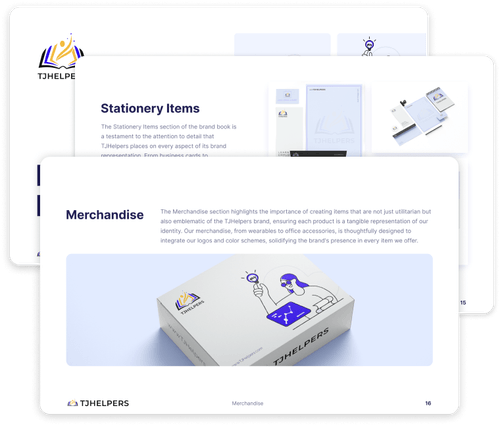 TJHELPERS
Stationery Items
The Stationery Items section of the brand book is
a testament to the attention to detail that
TJHelpers places on every aspect of its brand
representation. From business cards to
15
Merchandise
The Merchandise section highlights the importance of creating items that are not just utilitarian but
also emblematic of the TJHelpers brand, ensuring each product is a tangible representation of our
identity. Our merchandise, from wearables to office accessories, is thoughtfully designed to
integrate our logos and color schemes, solidifying the brand's presence in every item we offer.
TJHELPERS
TJHELPERS
TJHELPERS
Merchandise
16